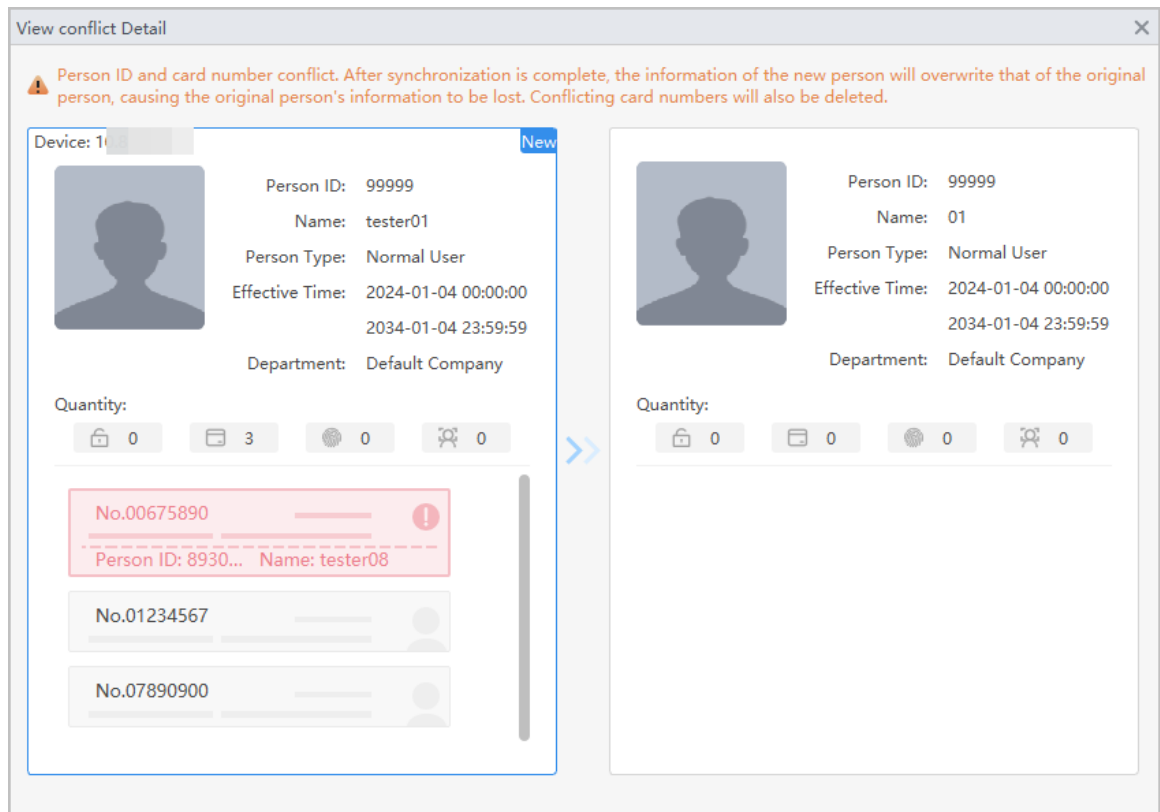 View conflict Detail
Person ID and card number conflict. After synchronization is complete, the information of the new person will overwrite that of the original
person, causing the original person's information to be lost. Conflicting card numbers will also be deleted.
Device: 1
New
Person ID: 99999
Name: tester01
Person Type: Normal User
Effective Time: 2024-01-04 00:00:00
2034-01-04 23:59:59
Department: Default Company
Quantity:
0 3 0 0
No.00675890
Person ID: 8930... Name: tester08
No.01234567
No.07890900
Person ID: 99999
Name: 01
Person Type: Normal User
Effective Time: 2024-01-04 00:00:00
2034-01-04 23:59:59
Department: Default Company
Quantity:
0 0 0 0